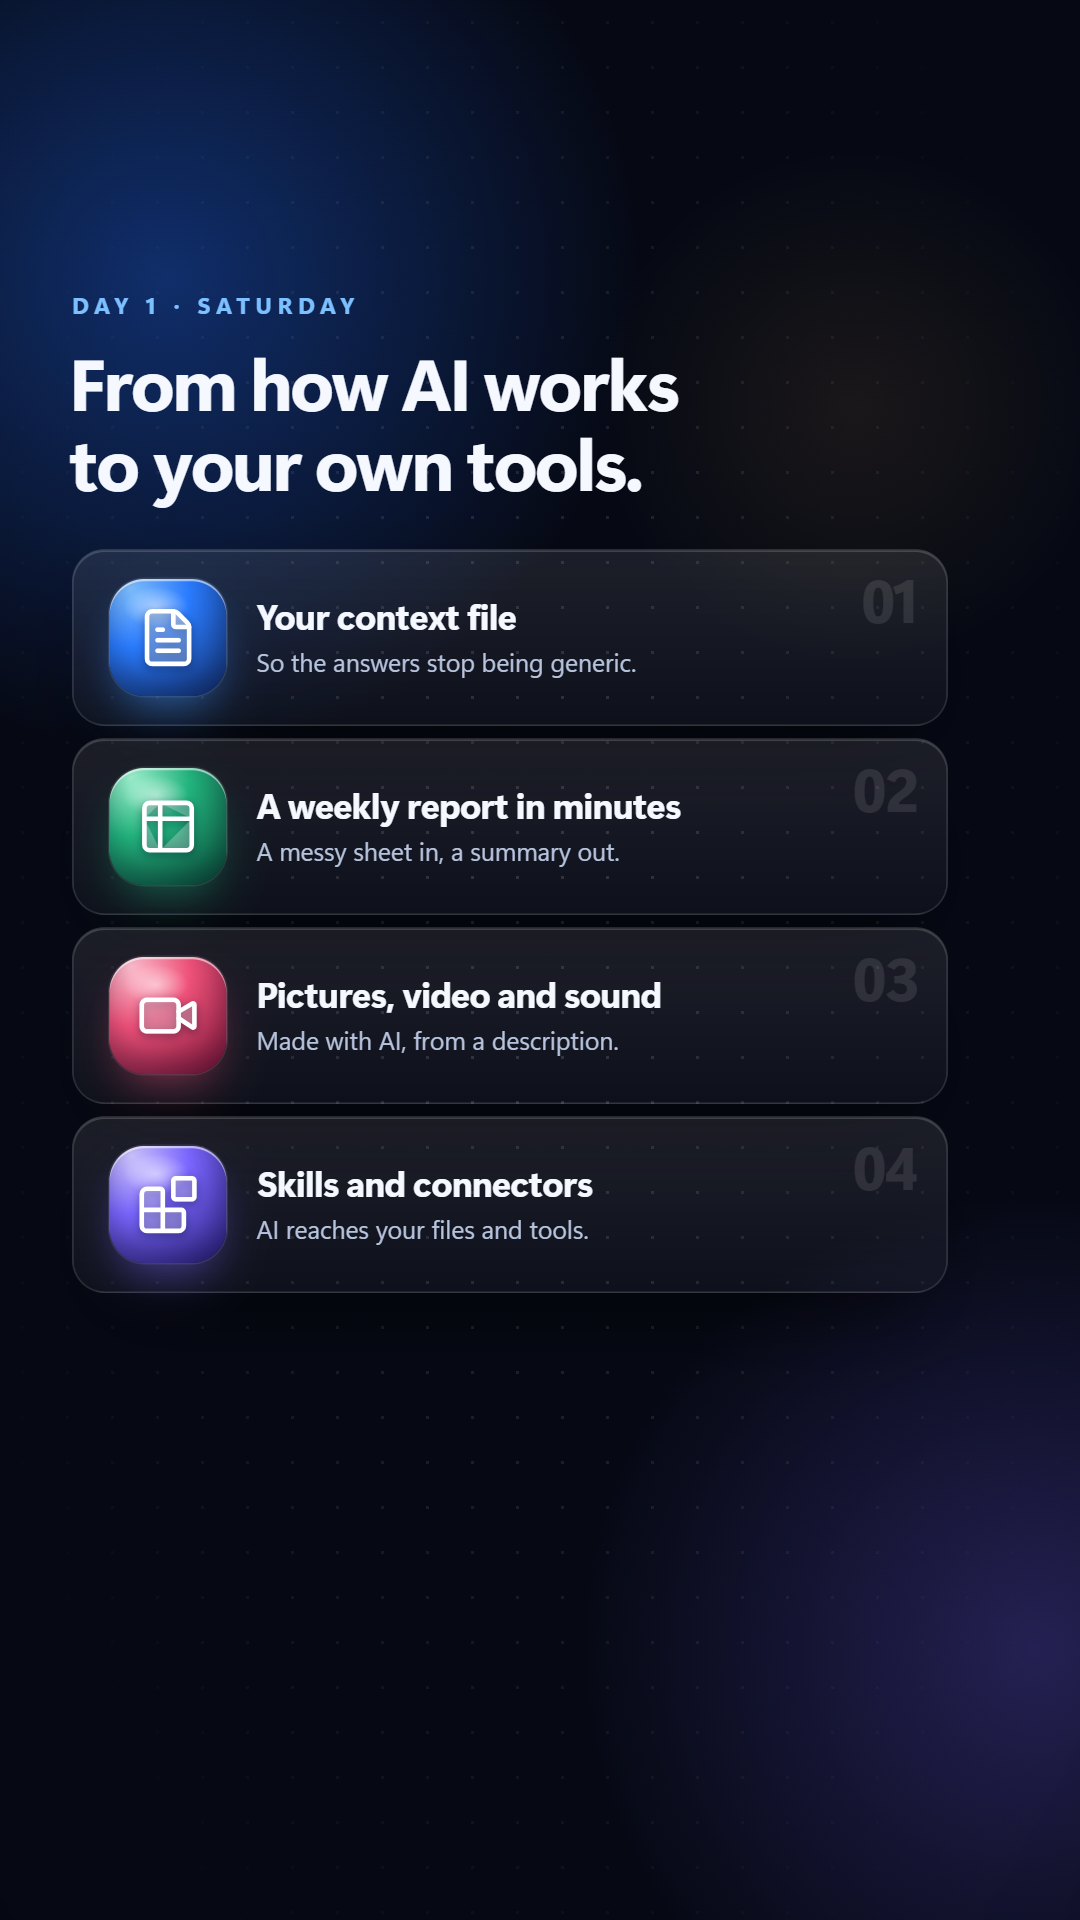 DAY 1 · SATURDAY
From how AI works
to your own tools.
01
Your context file
So the answers stop being generic.
02
A weekly report in minutes
A messy sheet in, a summary out.
03
Pictures, video and sound
Made with AI, from a description.
04
Skills and connectors
AI reaches your files and tools.